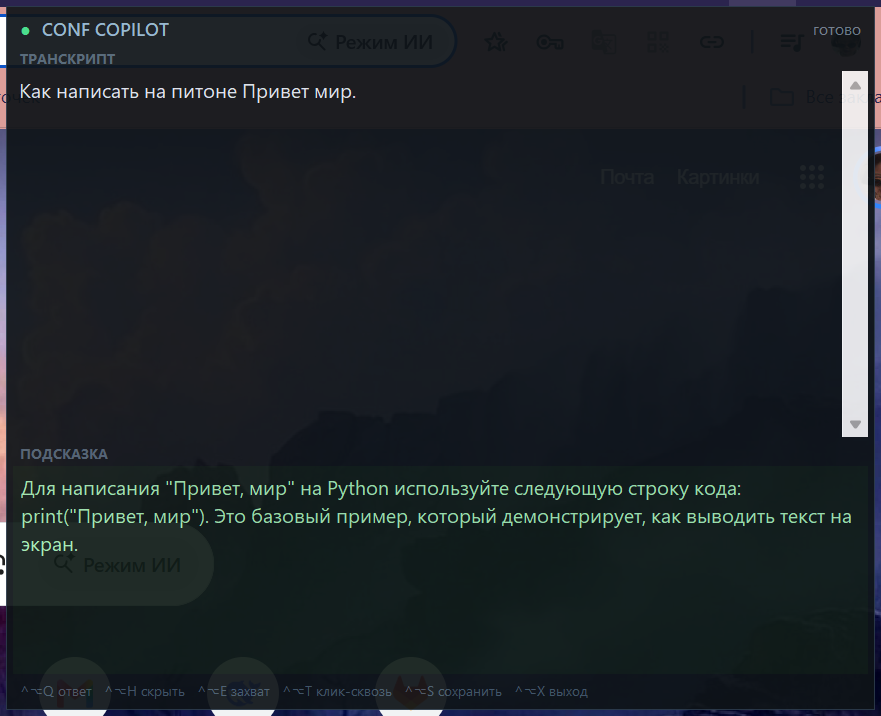 CONF COPILOT
ГОТОВО
Режим ИИ
ТРАНСКРИПТ
Как написать на питоне Привет мир.
Все закла
Почта Картинки
ПОДСКАЗКА
Для написания "Привет, мир" на Python используйте следующую строку кода:
print("Привет, мир"). Это базовый пример, который демонстрирует, как выводить текст на
экран.
Режим ИИ
^⌥Q ответ ^⌥H скрыть ^⌥E захват ^⌥T клик-сквозь ^⌥S сохранить ^⌥X выход